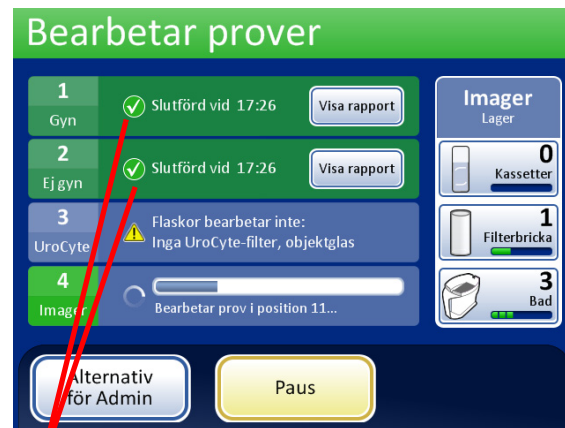 Bearbetar prover
1
Gyn
Slutförd vid 17:26
Visa rapport
2
Ej gyn
Slutförd vid 17:26
Visa rapport
3
UroCyte
Flaskor bearbetar inte:
Inga UroCyte-filter, objektglas
4
Imager
Bearbetar prov i position 11...
Imager
Lager
0
Kassetter
1
Filterbricka
3
Bad
Alternativ
för Admin
Paus